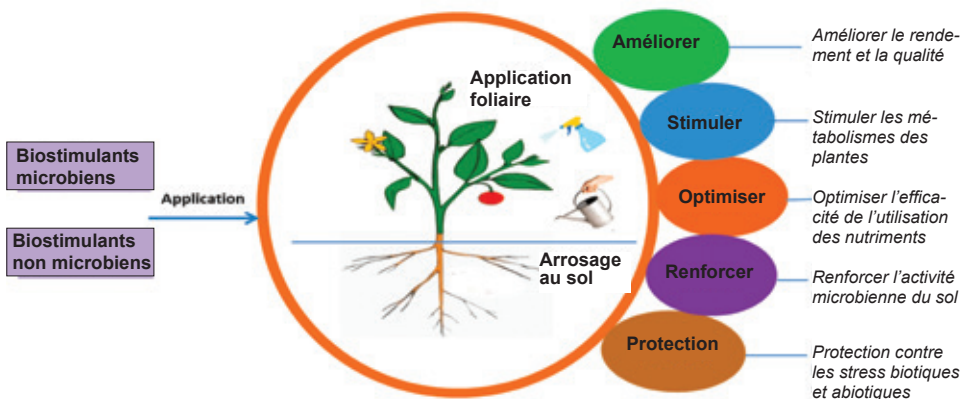 Biostimulants
microbiens
Application
Biostimulants
non microbiens
Application
foliaire
Arrosage
au sol
Améliorer
Améliorer le rende-
ment et la qualité
Stimuler
Stimuler les mé-
tabolismes des
plantes
Optimiser
Optimiser l’effica-
cité de l’utilisation
des nutriments
Renforcer
Renforcer l’activité
microbienne du sol
Protection
Protection contre
les stress biotiques
et abiotiques